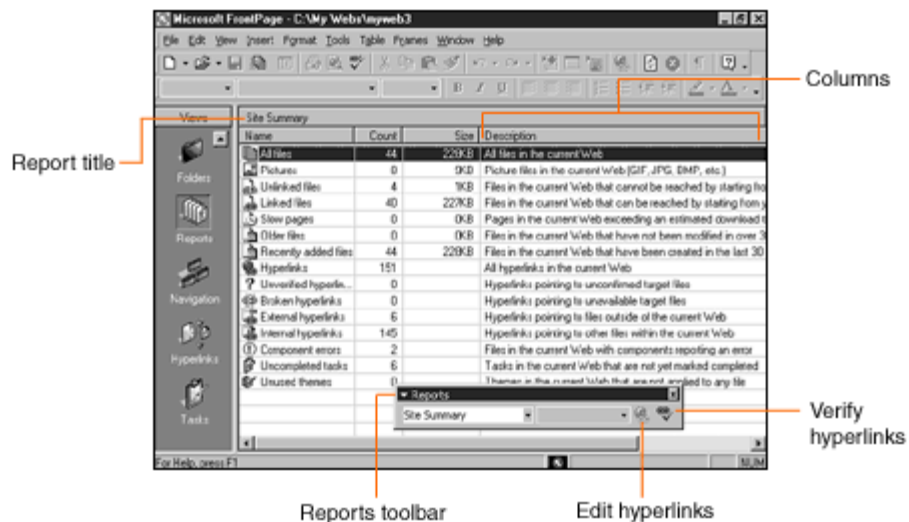 Microsoft FrontPage - C:\My Webs\myweb3
File Edit View Insert Format Tools Table Frames Window Help
B I U
A
Columns
Views
Site Summary
Name Count Size Description
Report title
All files 44 228KB All files in the current Web
Pictures 0 0KB Picture files in the current Web (GIF, JPG, BMP, etc.)
Unlinked files 4 1KB Files in the current Web that cannot be reached by starting fro
Linked files 40 227KB Files in the current Web that can be reached by starting from y
Slow pages 0 0KB Pages in the current Web exceeding an estimated download t
Older files 0 0KB Files in the current Web that have not been modified in over 3
Recently added files 44 228KB Files in the current Web that have been created in the last 30
Hyperlinks 151 All hyperlinks in the current Web
? Unverified hyperlin... 0 Hyperlinks pointing to unconfirmed target files
Broken hyperlinks 0 Hyperlinks pointing to unavailable target files
External hyperlinks 6 Hyperlinks pointing to files outside of the current Web
Internal hyperlinks 145 Hyperlinks pointing to other files within the current Web
Component errors 2 Files in the current Web with components reporting an error
Uncompleted tasks 6 Tasks in the current Web that are not yet marked completed
Unused themes 0 Themes in the current Web that are not applied to any file
Folders
Reports
Navigation
Hyperlinks
Tasks
Reports
Site Summary
Verify
hyperlinks
For Help, press F1
NUM
Reports toolbar
Edit hyperlinks